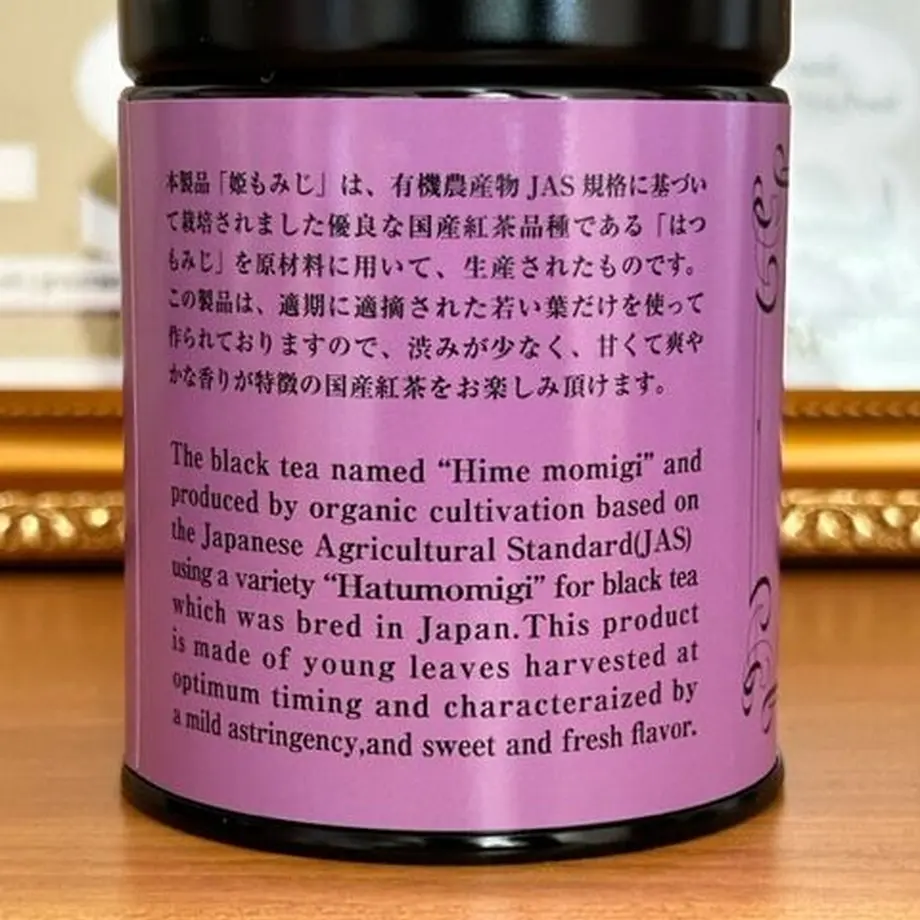 本製品「姫もみじ」は、有機農産物 JAS 規格に基づい
て栽培されました優良な国産紅茶品種である「はつ
もみじ」を原材料に用いて、生産されたものです。
この製品は、適期に適摘された若い葉だけを使って
作られておりますので、渋みが少なく、甘くて爽や
かな香りが特徴の国産紅茶をお楽しみ頂けます。
The black tea named “Hime momigi” and
produced by organic cultivation based on
the Japanese Agricultural Standard(JAS)
using a variety “Hatumomigi” for black tea
which was bred in Japan.This product
is made of young leaves harvested at
optimum timing and characteraized by
a mild astringency,and sweet and fresh flavor.